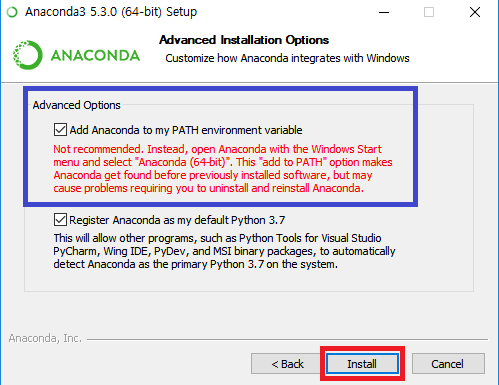 Anaconda3 5.3.0 (64-bit) Setup
Advanced Installation Options
Customize how Anaconda integrates with Windows
ANACONDA
Advanced Options
Add Anaconda to my PATH environment variable
Not recommended. Instead, open Anaconda with the Windows Start
menu and select "Anaconda (64-bit)". This "add to PATH" option makes
Anaconda get found before previously installed software, but may
cause problems requiring you to uninstall and reinstall Anaconda.
Register Anaconda as my default Python 3.7
This will allow other programs, such as Python Tools for Visual Studio
PyCharm, Wing IDE, PyDev, and MSI binary packages, to automatically
detect Anaconda as the primary Python 3.7 on the system.
Anaconda, Inc.
< Back
Install
Cancel